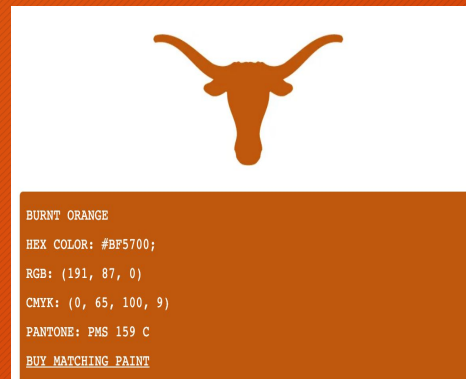 BURNT ORANGE
HEX COLOR: #BF5700;
RGB: (191, 87, 0)
CMYK: (0, 65, 100, 9)
PANTONE: PMS 159 C
BUY MATCHING PAINT